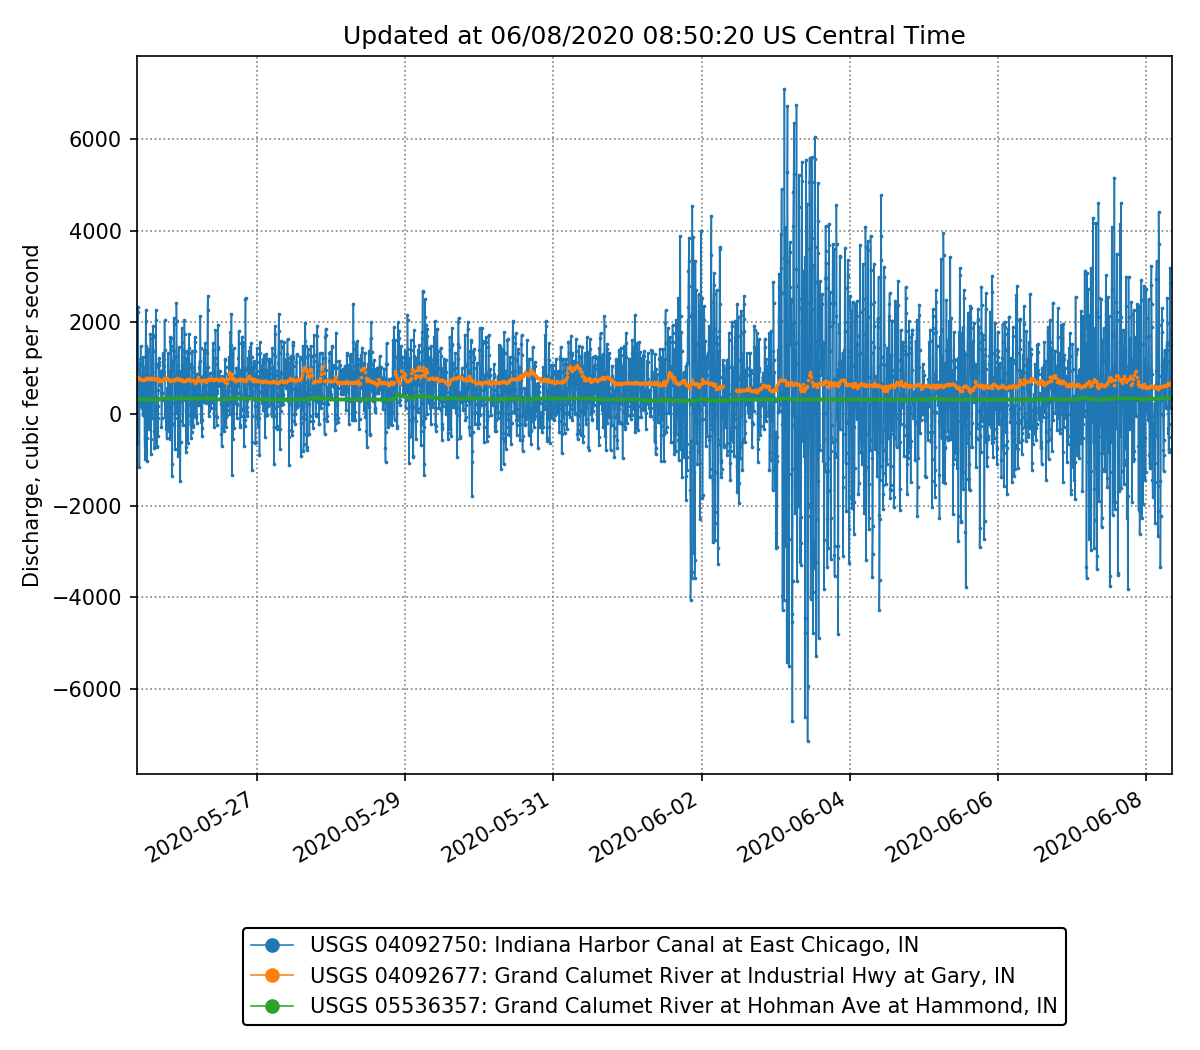 Updated at 06/08/2020 08:50:20 US Central Time
Discharge, cubic feet per second
6000
4000
2000
0
−2000
−4000
−6000
2020-05-27
2020-05-29
2020-05-31
2020-06-02
2020-06-04
2020-06-06
2020-06-08
USGS 04092750: Indiana Harbor Canal at East Chicago, IN
USGS 04092677: Grand Calumet River at Industrial Hwy at Gary, IN
USGS 05536357: Grand Calumet River at Hohman Ave at Hammond, IN